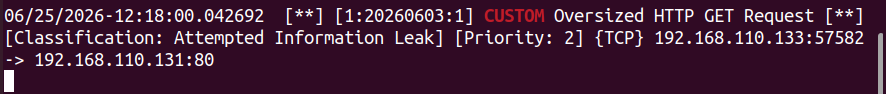 06/25/2026-12:18:00.042692  [**] [1:20260603:1] CUSTOM Oversized HTTP GET Request [**]
[Classification: Attempted Information Leak] [Priority: 2] {TCP} 192.168.110.133:57582
-> 192.168.110.131:80